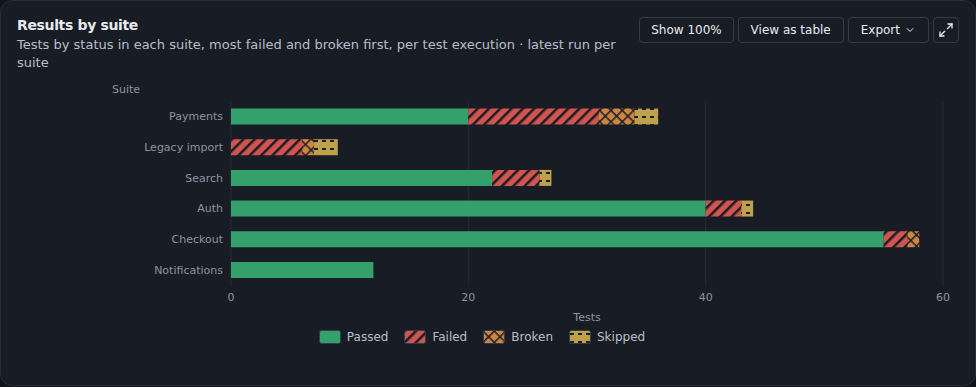 Results by suite
Tests by status in each suite, most failed and broken first, per test execution · latest run per
suite
Show 100%
View as table
Export
Suite
Payments
Legacy import
Search
Auth
Checkout
Notifications
0 20 40 60
Tests
Passed Failed Broken Skipped